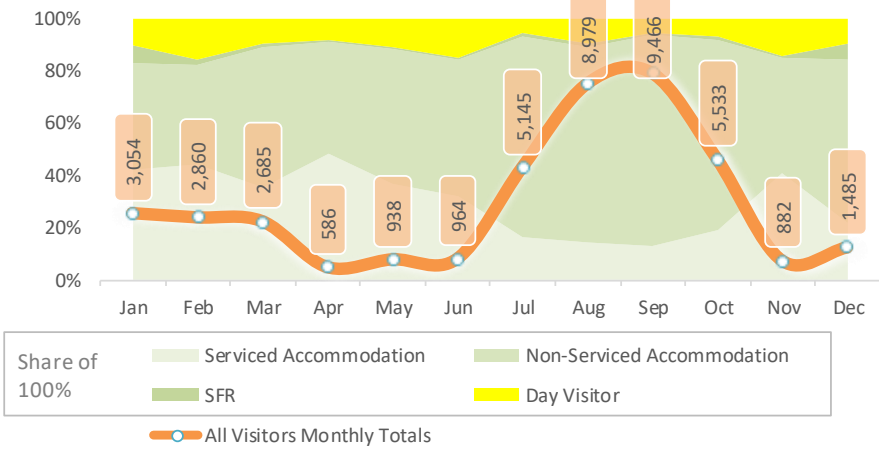 100%
80%
60%
40%
20%
0%
3,054
2,860
2,685
586
938
964
5,145
8,979
9,466
5,533
882
1,485
Jan Feb Mar Apr May Jun Jul Aug Sep Oct Nov Dec
Share of
100%
Serviced Accommodation
Non-Serviced Accommodation
SFR
Day Visitor
All Visitors Monthly Totals